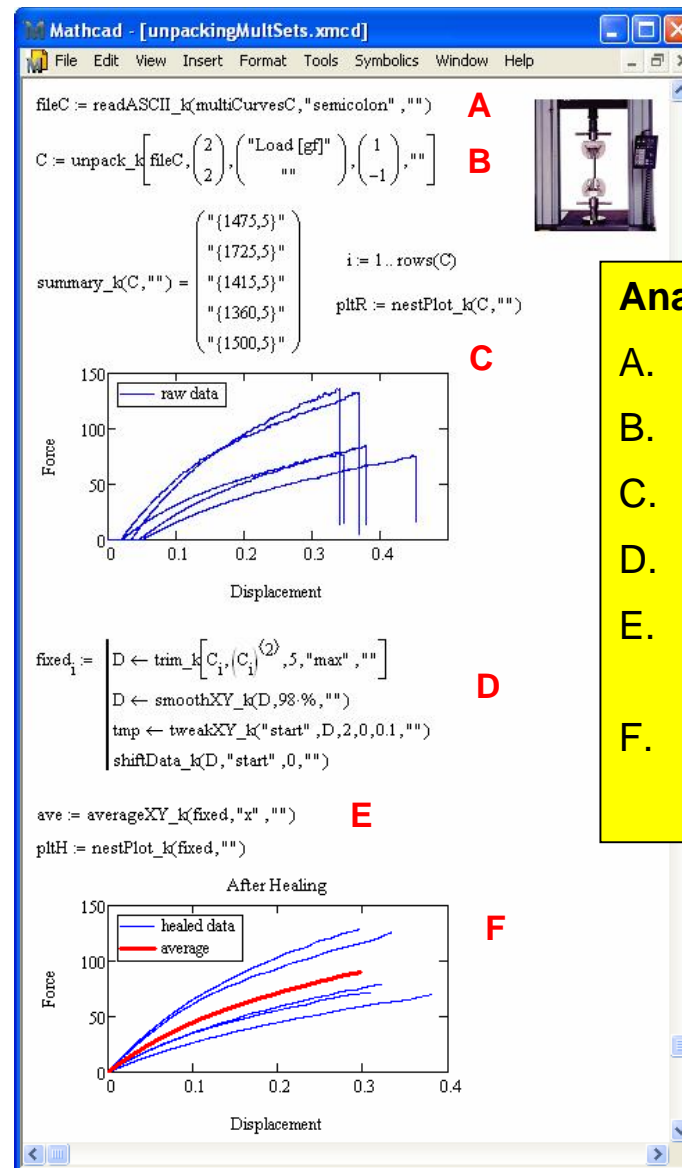 Mathcad - [unpackingMultSets.xmcd]
File Edit View Insert Format Tools Symbolics Window Help
fileC := readASCII_k(multiCurvesC,"semicolon" ,"") A
C := unpack_k[fileC,(2 2),("Load [gf]" ""),(1 -1),""] B
"{1475,5}"
"{1725,5}"
summary_k(C,"") = "{1415,5}"
"{1360,5}"
"{1500,5}"
i := 1 .. rows(C)
pltR := nestPlot_k(C,"")
C
raw data
150
100
50
0
Force
0 0.1 0.2 0.3 0.4
Displacement
fixed_i := D ← trim_k[C_i,(C_i)^⟨2⟩,5,"max" ,""]
D ← smoothXY_k(D,98·%,"")
tmp ← tweakXY_k("start" ,D,2,0,0.1,"")
shiftData_k(D,"start" ,0,"")
D
ave := averageXY_k(fixed,"x" ,"") E
pltH := nestPlot_k(fixed,"")
After Healing
healed data
average
F
150
100
50
0
Force
0 0.1 0.2 0.3 0.4
Displacement
Ana
A.
B.
C.
D.
E.
F.